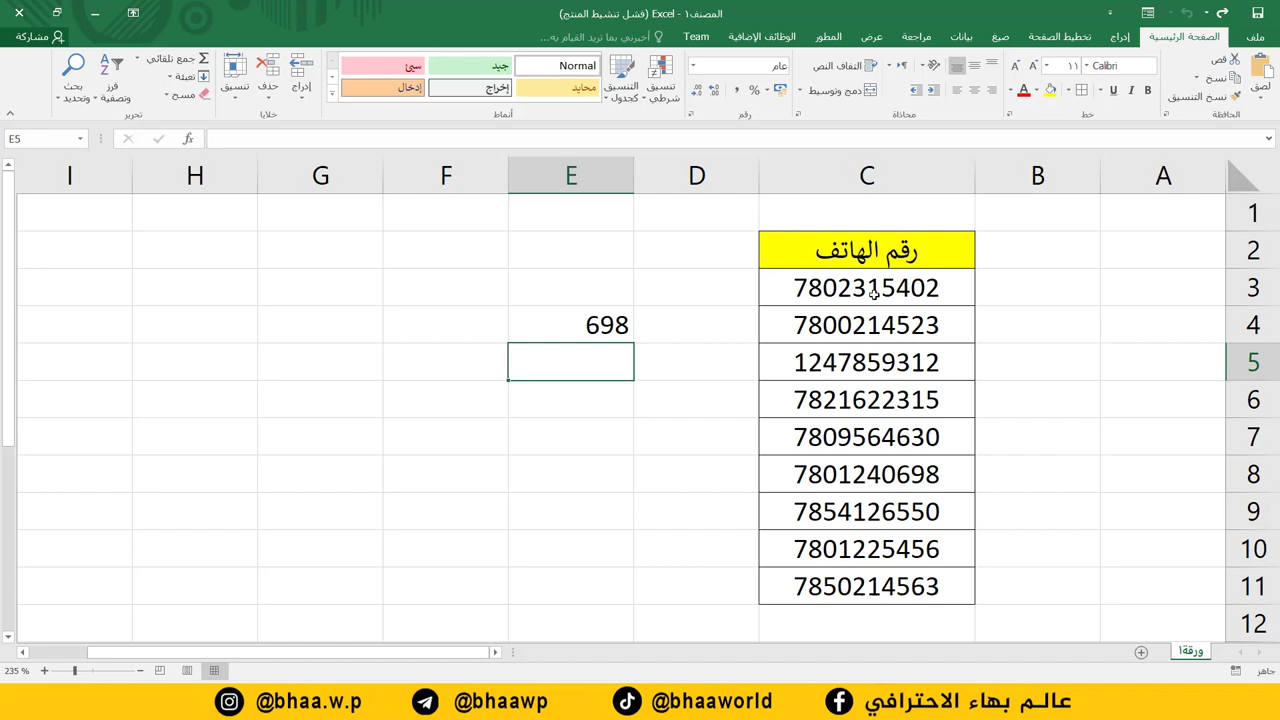 المصنف١ - Excel (فشل تنشيط المنتج)
ملف
الصفحة الرئيسية
إدراج
تخطيط الصفحة
صيغ
بيانات
مراجعة
عرض
المطور
الوظائف الإضافية
Team
أخبرني بما تريد القيام به...
مشاركة
لصق
قص
نسخ
نسخ التنسيق
الحافظة
Calibri
١١
B I U
خط
التفاف النص
دمج وتوسيط
محاذاة
عام
%
رقم
تنسيق شرطي
التنسيق كجدول
Normal
جيد
سيئ
محايد
إخراج
إدخال
أنماط
إدراج
حذف
تنسيق
خلايا
جمع تلقائي
تعبئة
مسح
فرز وتصفية
بحث وتحديد
تحرير
E5
fx
A B C D E F G H I
1
2 رقم الهاتف
3 7802315402
4 7800214523 698
5 1247859312
6 7821622315
7 7809564630
8 7801240698
9 7854126550
10 7801225456
11 7850214563
12
ورقة١
جاهز
235 %
@bhaa.w.p
@bhaawp
@bhaaworld
عالـم بهاء الاحترافي